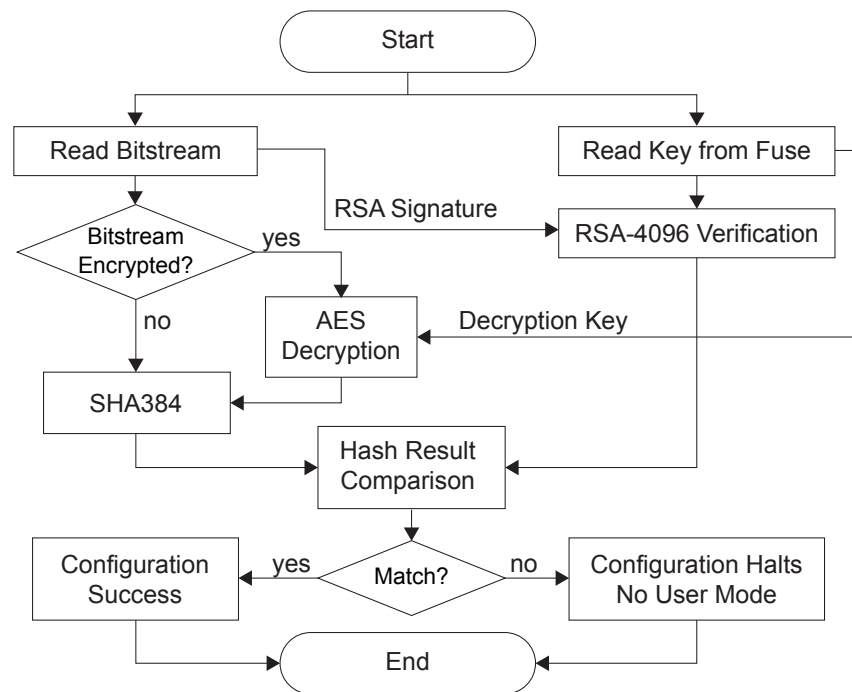 Start
Read Bitstream
Read Key from Fuse
RSA Signature
RSA-4096 Verification
Bitstream
Encrypted?
yes
no
AES
Decryption
Decryption Key
SHA384
Hash Result
Comparison
Configuration
Success
yes
Match?
no
Configuration Halts
No User Mode
End